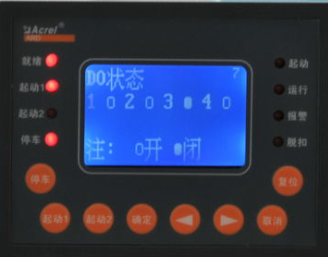 Acrel
ARD
就绪
起动1
起动2
停车
DO状态 7
1○2○3●4○
注: ○开 ●闭
起动
运行
报警
脱扣
停车
复位
起动1 起动2 确定 取消